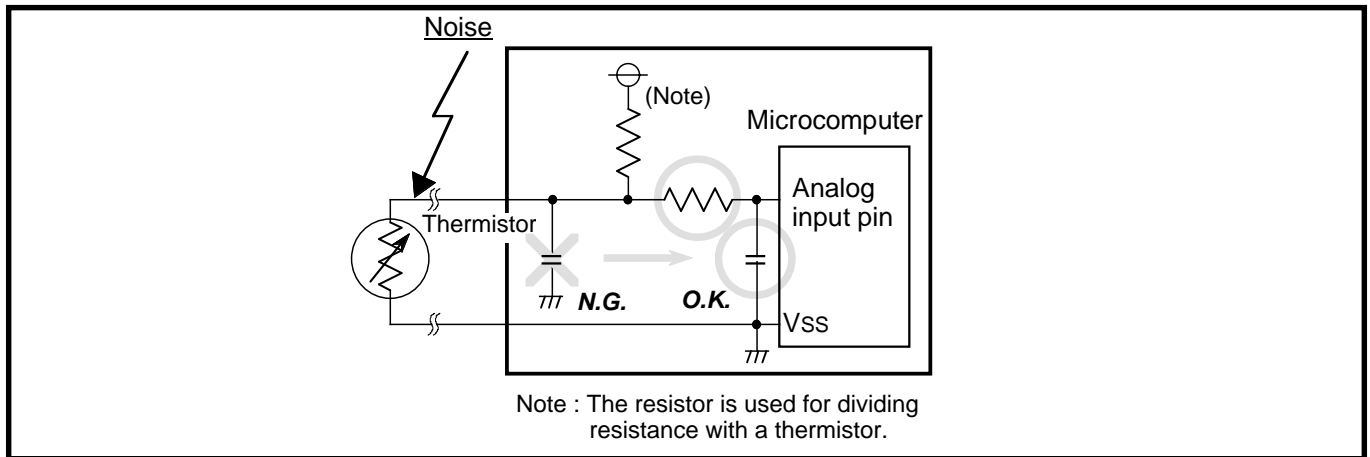 Noise
(Note)
Microcomputer
Analog
input pin
Thermistor
N.G.
O.K.
VSS
Note : The resistor is used for dividing
resistance with a thermistor.